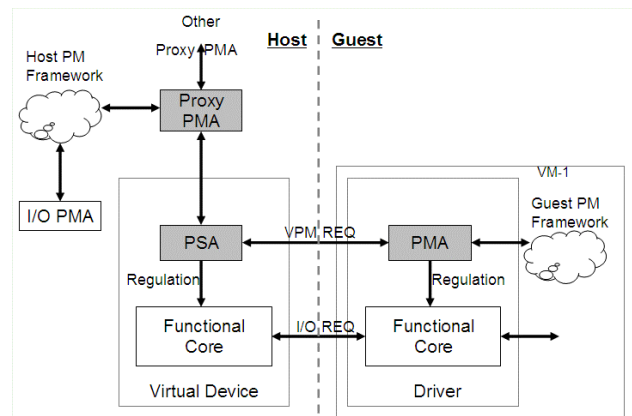 Other
Proxy PMA
Host
Guest
Host PM
Framework
Proxy
PMA
I/O PMA
VM-1
Guest PM
Framework
PSA
VPM REQ
PMA
Regulation
Regulation
Functional
Core
I/O REQ
Functional
Core
Virtual Device
Driver